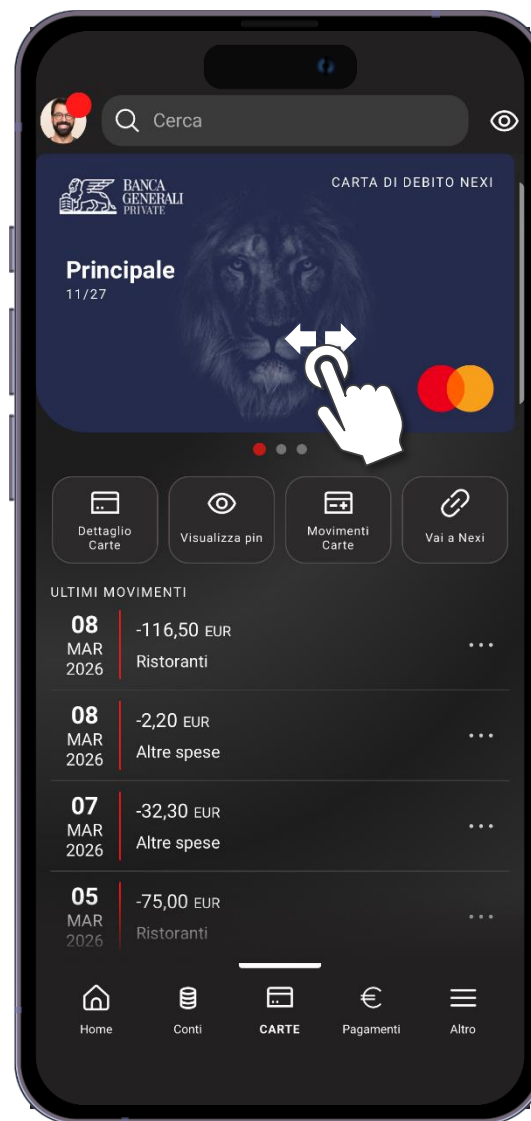 Cerca
BANCA
GENERALI
PRIVATE
CARTA DI DEBITO NEXI
Principale
11/27
Dettaglio
Carte
Visualizza pin
Movimenti
Carte
Vai a Nexi
ULTIMI MOVIMENTI
08
MAR
2026
-116,50 EUR
Ristoranti
08
MAR
2026
-2,20 EUR
Altre spese
07
MAR
2026
-32,30 EUR
Altre spese
05
MAR
2026
-75,00 EUR
Ristoranti
Home
Conti
CARTE
Pagamenti
Altro